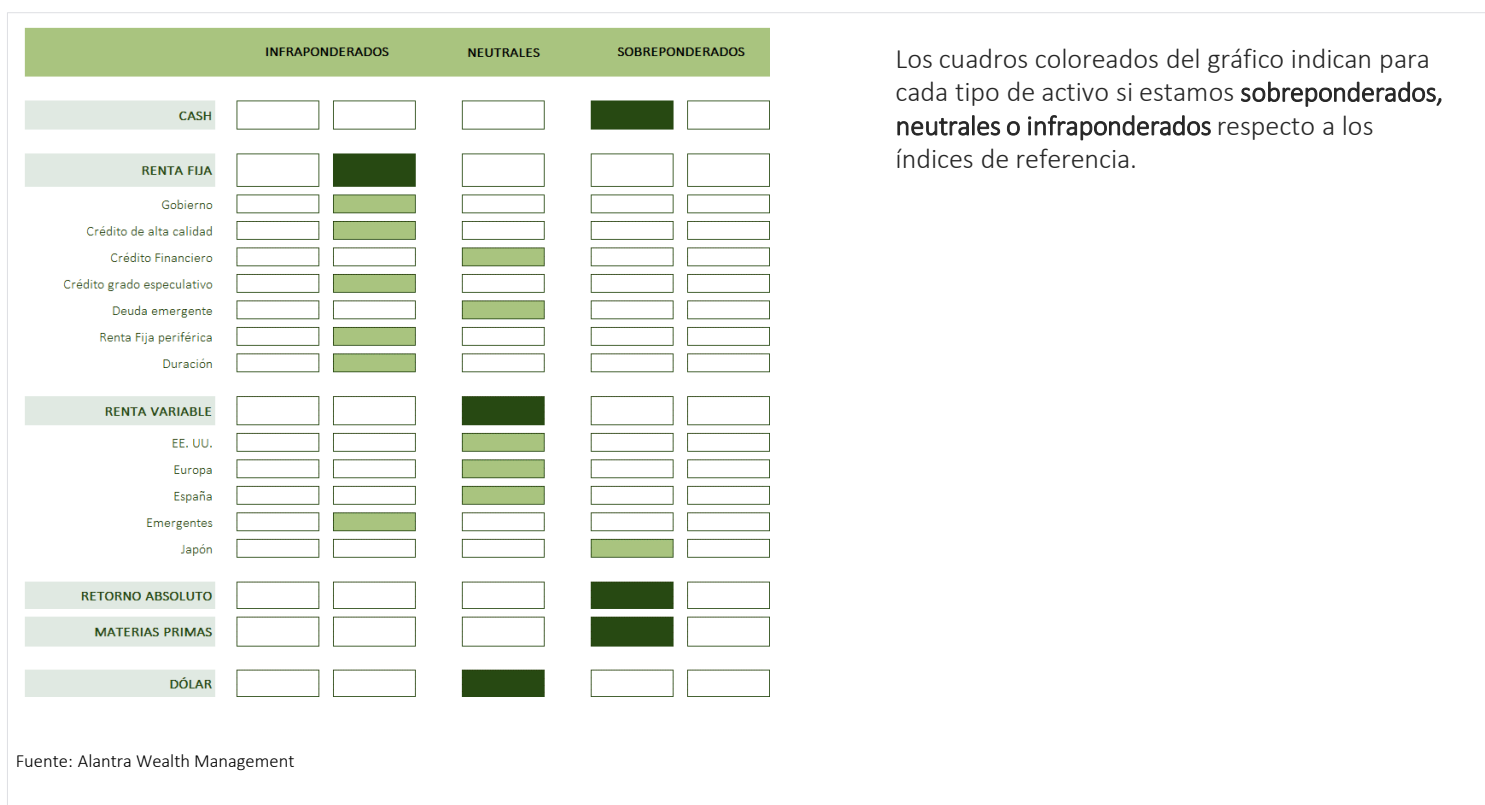 INFRAPONDERADOS NEUTRALES SOBREPONDERADOS
CASH
RENTA FIJA
Gobierno
Crédito de alta calidad
Crédito Financiero
Crédito grado especulativo
Deuda emergente
Renta Fija periférica
Duración
RENTA VARIABLE
EE. UU.
Europa
España
Emergentes
Japón
RETORNO ABSOLUTO
MATERIAS PRIMAS
DÓLAR
Fuente: Alantra Wealth Management
Los cuadros coloreados del gráfico indican para
cada tipo de activo si estamos sobreponderados,
neutrales o infraponderados respecto a los
índices de referencia.